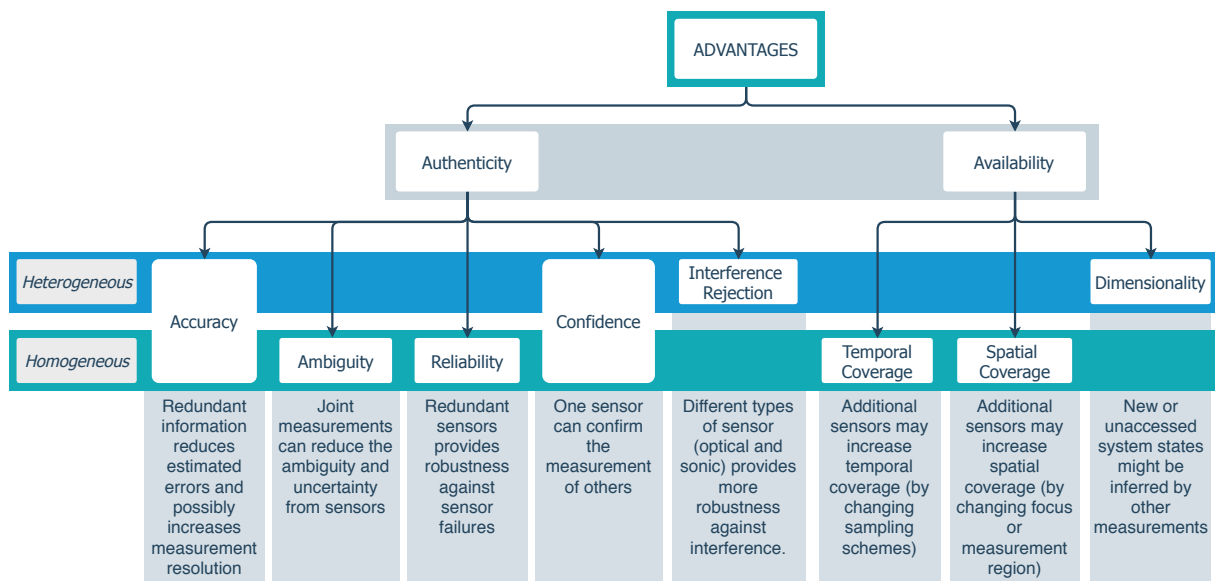 ADVANTAGES
Authenticity
Availability
Heterogeneous
Accuracy
Confidence
Interference
Rejection
Dimensionality
Homogeneous
Ambiguity
Reliability
Temporal
Coverage
Spatial
Coverage
Redundant
information
reduces
estimated
errors and
possibly
increases
measurement
resolution
Joint
measurements
can reduce the
ambiguity and
uncertainty
from sensors
Redundant
sensors
provides
robustness
against
sensor
failures
One sensor
can confirm
the
measurement
of others
Different types
of sensor
(optical and
sonic) provides
more
robustness
against
interference.
Additional
sensors may
increase
temporal
coverage (by
changing
sampling
schemes)
Additional
sensors may
increase
spatial
coverage (by
changing focus
or
measurement
region)
New or
unaccessed
system states
might be
inferred by
other
measurements